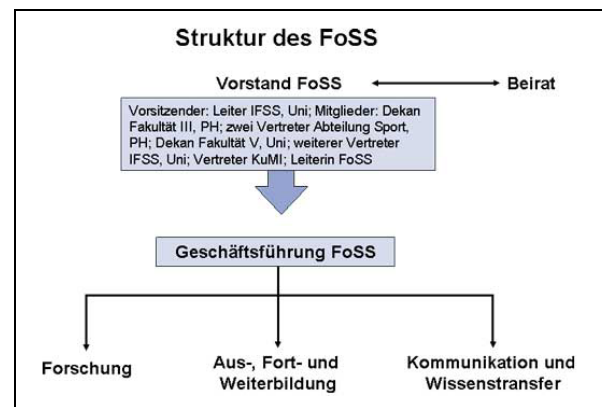 Struktur des FoSS
Vorstand FoSS
Beirat
Vorsitzender: Leiter IFSS, Uni; Mitglieder: Dekan
Fakultät III, PH; zwei Vertreter Abteilung Sport,
PH; Dekan Fakultät V, Uni; weiterer Vertreter
IFSS, Uni; Vertreter KuMI; Leiterin FoSS
Geschäftsführung FoSS
Forschung
Aus-, Fort- und
Weiterbildung
Kommunikation und
Wissenstransfer